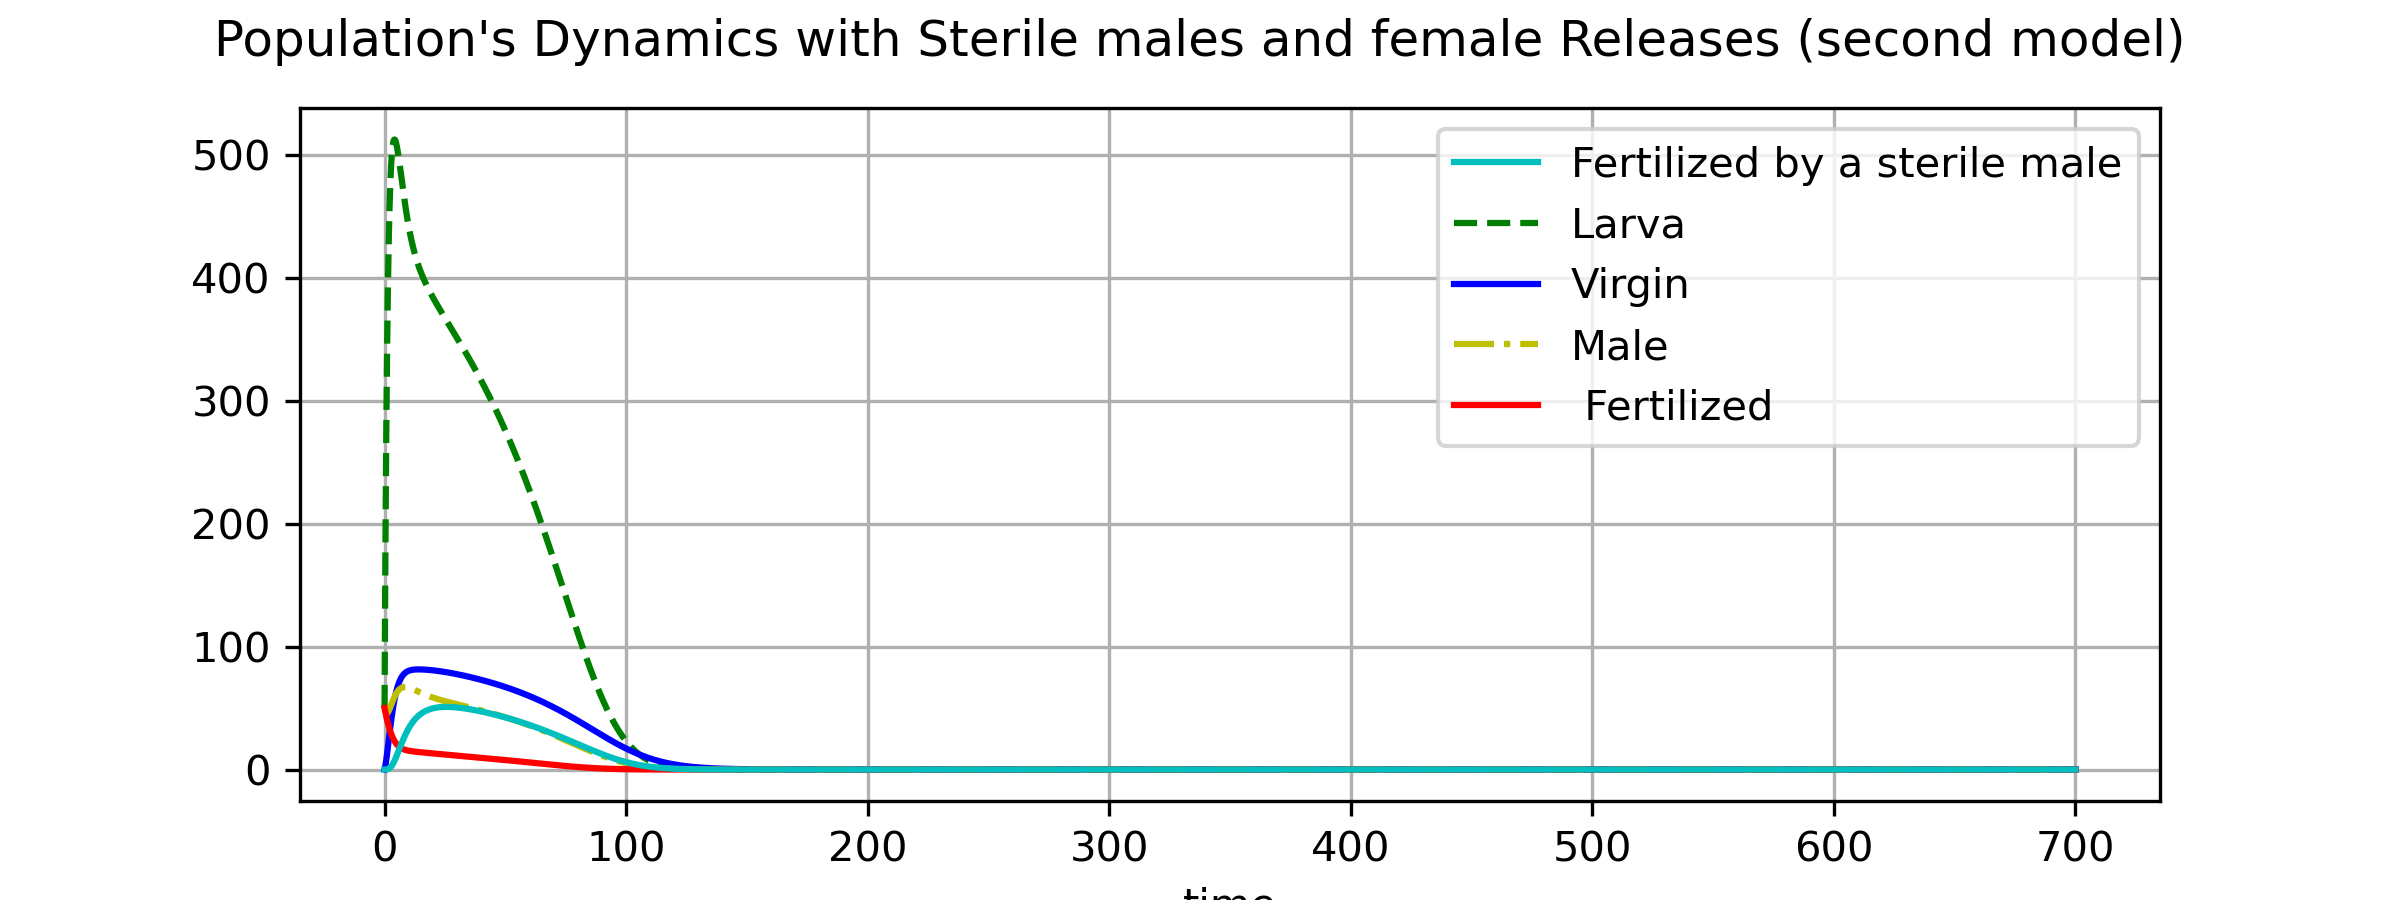 Population's Dynamics with Sterile males and female Releases (second model)
500
400
300
200
100
0
Fertilized by a sterile male
Larva
Virgin
Male
Fertilized
0 100 200 300 400 500 600 700
time